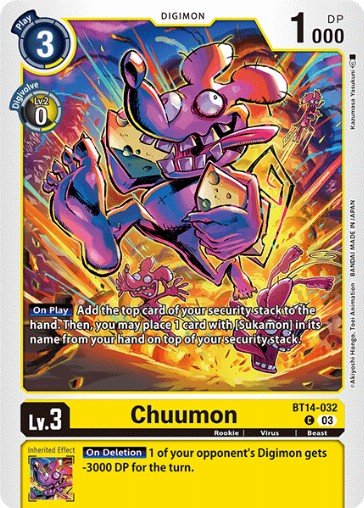 Play
3
DIGIMON
DP
1000
Digivolve
Lv.2
0
Kazumasa Yasukuni
©Akiyoshi Hongo, Toei Animation BANDAI MADE IN JAPAN
On Play Add the top card of your security stack to the
hand. Then, you may place 1 card with [Sukamon] in its
name from your hand on top of your security stack.
Lv.3
Chuumon
BT14-032
C 03
Rookie | Virus | Beast
Inherited Effect
On Deletion 1 of your opponent's Digimon gets
-3000 DP for the turn.